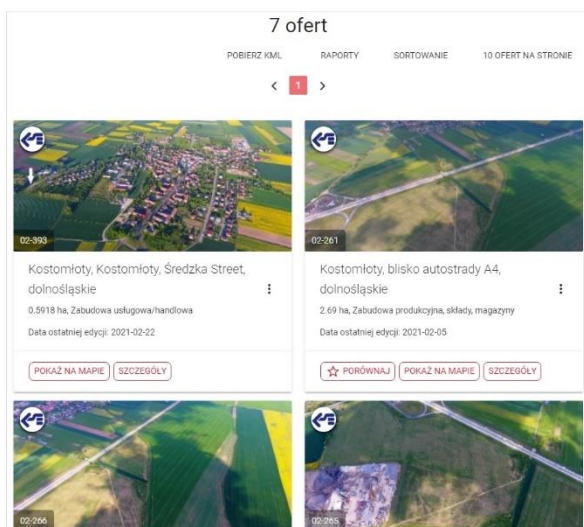 7 ofert
POBIERZ KML RAPORTY SORTOWANIE 10 OFERT NA STRONIE
1
02-393
Kostomłoty, Kostomłoty, Średzka Street,
dolnośląskie
0.5918 ha, Zabudowa usługowa/handlowa
Data ostatniej edycji: 2021-02-22
POKAŻ NA MAPIE SZCZEGÓŁY
02-261
Kostomłoty, blisko autostrady A4,
dolnośląskie
2.69 ha, Zabudowa produkcyjna, składy, magazyny
Data ostatniej edycji: 2021-02-05
PORÓWNAJ POKAŻ NA MAPIE SZCZEGÓŁY
02-266
02-265